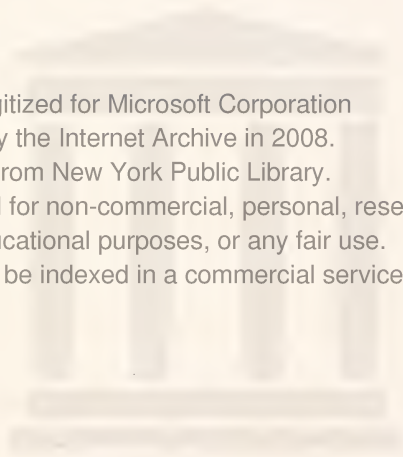 gitized for Microsoft Corporation
y the Internet Archive in 2008.
rom New York Public Library.
for non-commercial, personal, rese
cational purposes, or any fair use.
be indexed in a commercial service